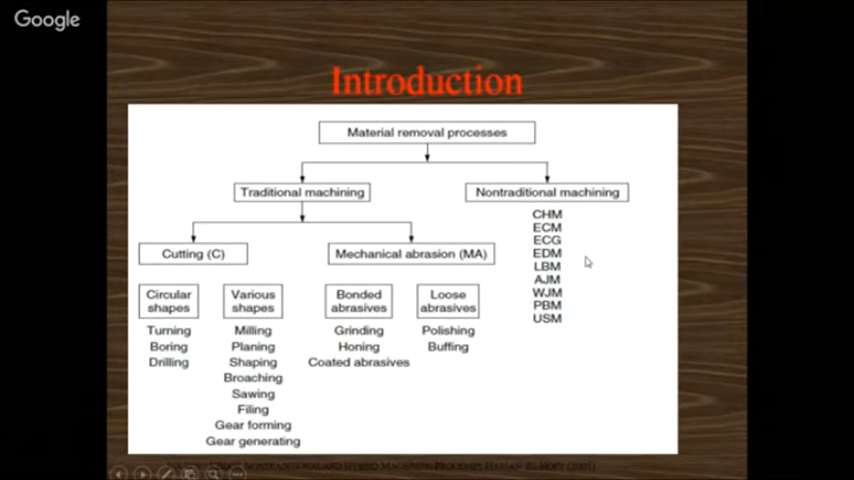 Google
Introduction
Material removal processes
Traditional machining
Nontraditional machining
CHM
ECM
ECG
EDM
LBM
AJM
WJM
PBM
USM
Cutting (C)
Mechanical abrasion (MA)
Circular
shapes
Turning
Boring
Drilling
Various
shapes
Milling
Planing
Shaping
Broaching
Sawing
Filing
Gear forming
Gear generating
Bonded
abrasives
Grinding
Honing
Coated abrasives
Loose
abrasives
Polishing
Buffing